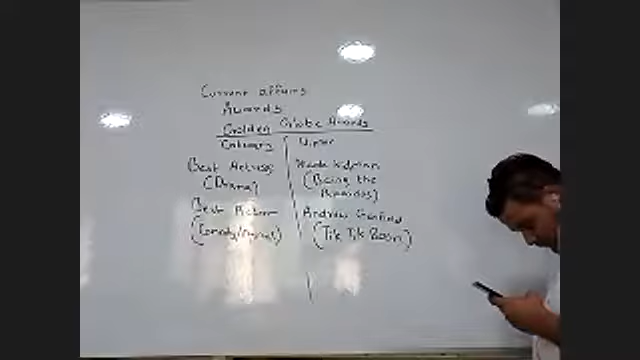 Current affairs
Awards
Golden Globe Awards
Category Winner
Best Actress (Drama) Nicole Kidman (Being the Ricardos)
Best Actor (Comedy/Musical) Andrew Garfield (Tik Tik Boom)